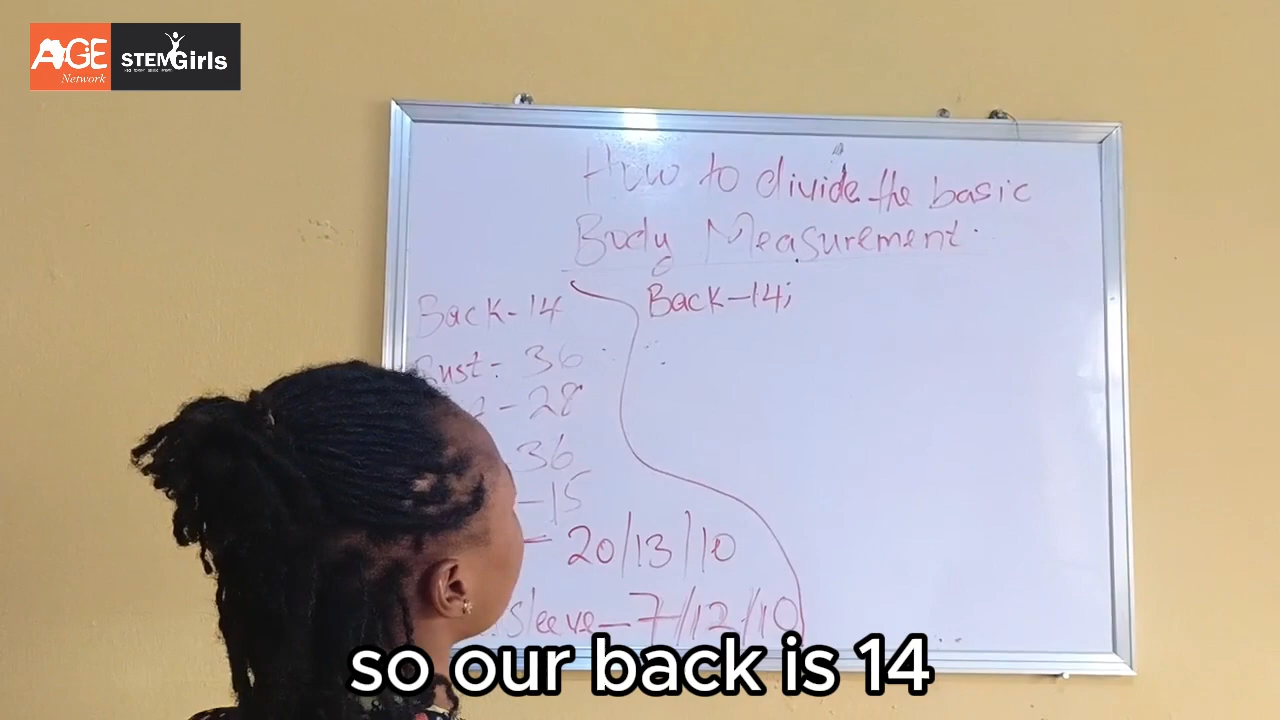 AGE
Network
STEMGirls
How to divide the basic
Body Measurement.
Back-14
Back-14;
Bust- 36
- 28
36
-15
- 20/13/10
sleeve-7/12/10
so our back is 14